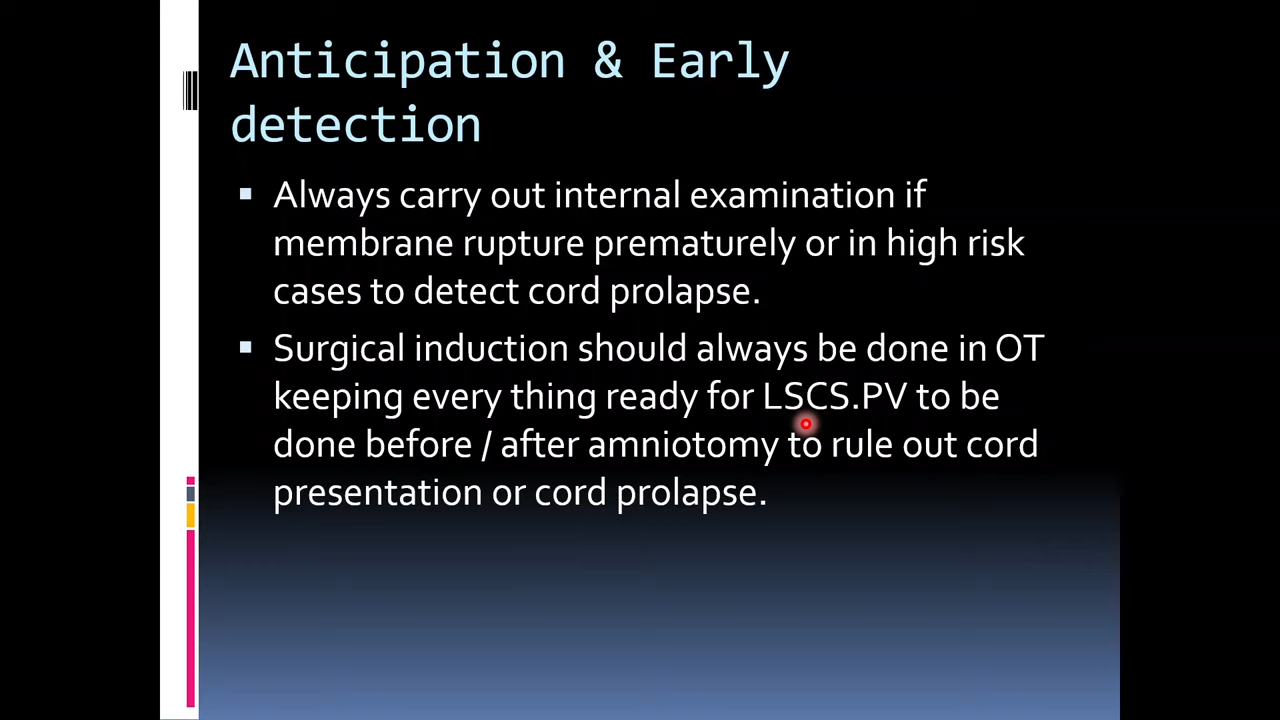 Anticipation & Early
detection
▪ Always carry out internal examination if
membrane rupture prematurely or in high risk
cases to detect cord prolapse.
▪ Surgical induction should always be done in OT
keeping every thing ready for LSCS.PV to be
done before / after amniotomy to rule out cord
presentation or cord prolapse.